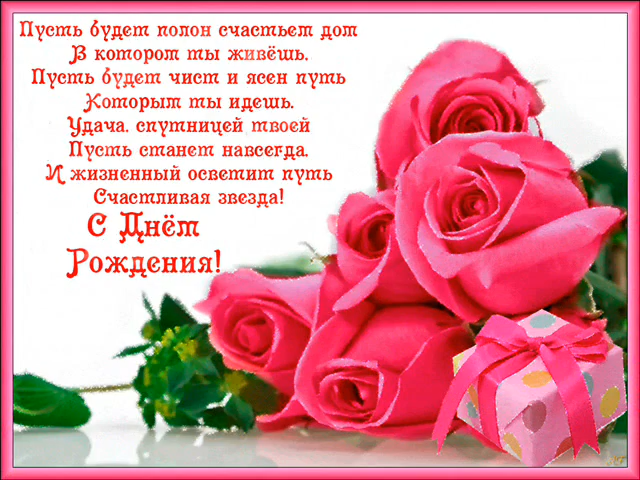 Пусть будет полон счастьем дом
В котором ты живёшь.
Пусть будет чист и ясен путь
Которым ты идешь.
Удача, спутницей твоей
Пусть станет навсегда.
И жизненный осветит путь
Счастливая звезда!
С Днём
Рождения!